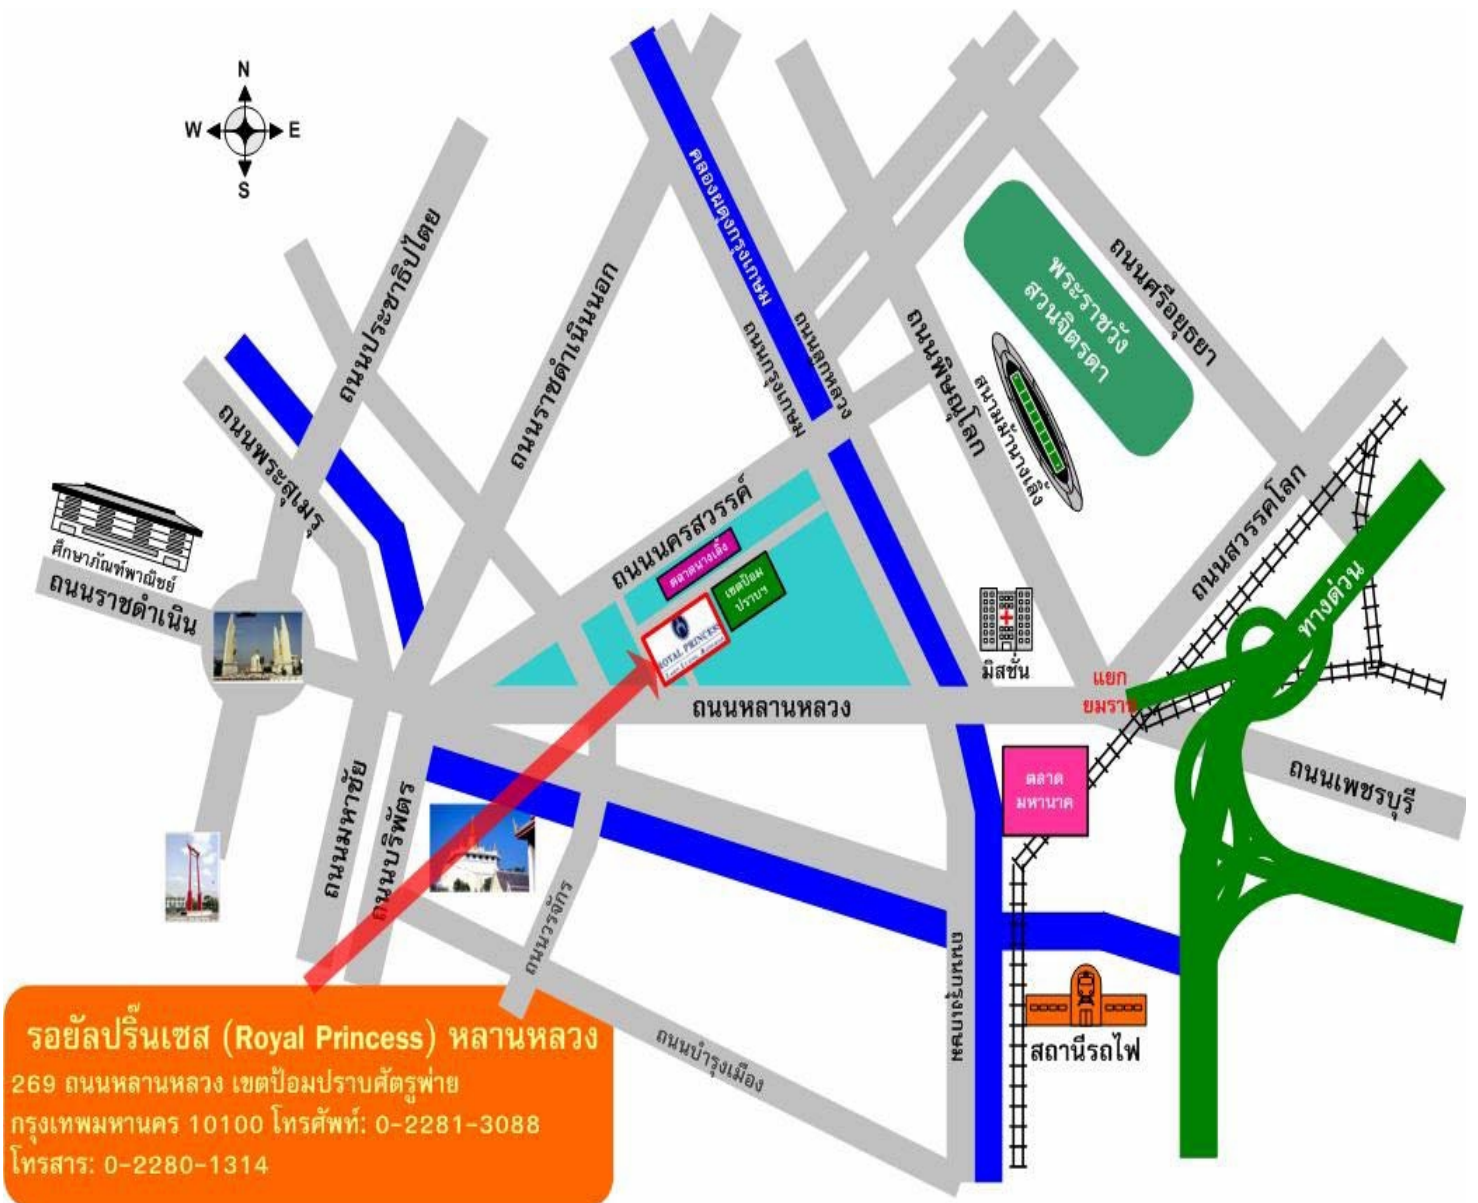 N
W E
S
คลองผดุงกรุงเกษม
ถนนประชาธิปไตย
ถนนราชดำเนินนอก
ถนนศรีอยุธยา
พระราชวัง
สวนจิตรดา
ถนนลูกหลวง
ถนนกรุงเกษม
ถนนพิษณุโลก
สนามม้านางเลิ้ง
ถนนพระสุเมรุ
ถนนสวรรคโลก
ถนนนครสวรรค์
ศึกษาภัณฑ์พาณิชย์
ถนนราชดำเนิน
ตลาดนางเลิ้ง
เขตป้อม
ปราบฯ
ทางด่วน
ROYAL PRINCESS
มิสชั่น
แยก
ยมราช
ถนนหลานหลวง
ถนนเพชรบุรี
ตลาด
มหานาค
ถนนมหาชัย
ถนนบริพัตร
ถนนวรจักร
ถนนกรุงเกษม
สถานีรถไฟ
ถนนบำรุงเมือง
รอยัลปริ๊นเซส (Royal Princess) หลานหลวง
269 ถนนหลานหลวง เขตป้อมปราบศัตรูพ่าย
กรุงเทพมหานคร 10100 โทรศัพท์: 0-2281-3088
โทรสาร: 0-2280-1314